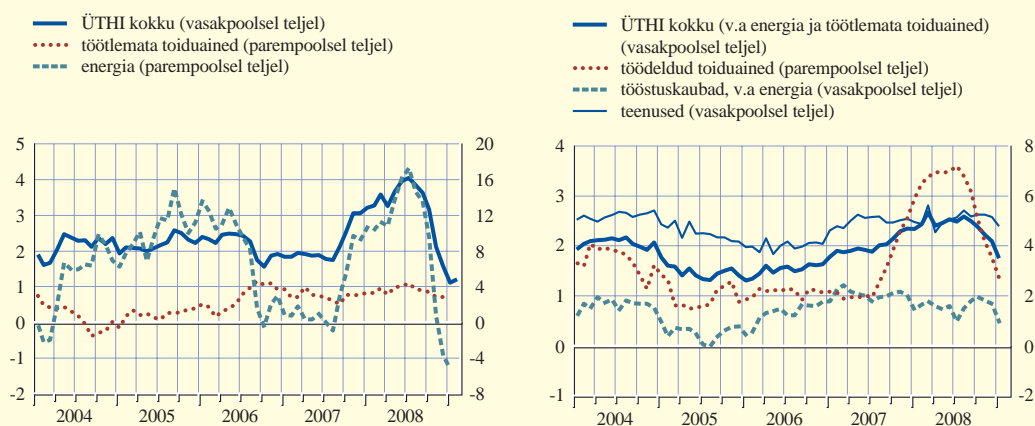 ÜTHI kokku (vasakpoolsel teljel)
töötlemata toiduained (parempoolsel teljel)
energia (parempoolsel teljel)
5
4
3
2
1
0
-1
-2
20
16
12
8
4
0
-4
-8
2004 2005 2006 2007 2008
ÜTHI kokku (v.a energia ja töötlemata toiduained)
(vasakpoolsel teljel)
töödeldud toiduained (parempoolsel teljel)
tööstuskaubad, v.a energia (vasakpoolsel teljel)
teenused (vasakpoolsel teljel)
4
3
2
1
0
-1
8
6
4
2
0
-2
2004 2005 2006 2007 2008